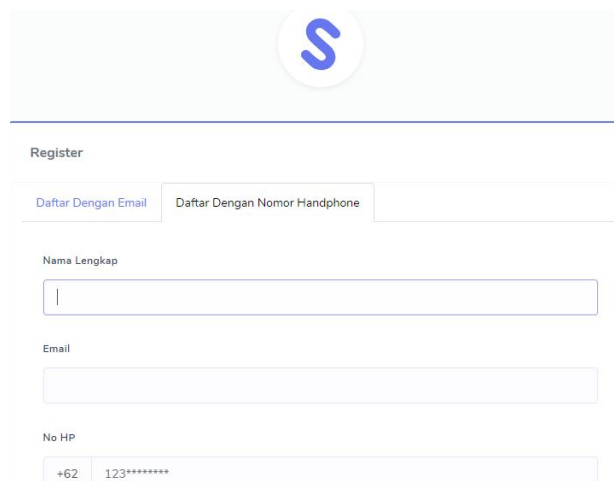 Register
Daftar Dengan Email
Daftar Dengan Nomor Handphone
Nama Lengkap
Email
No HP
+62 123********